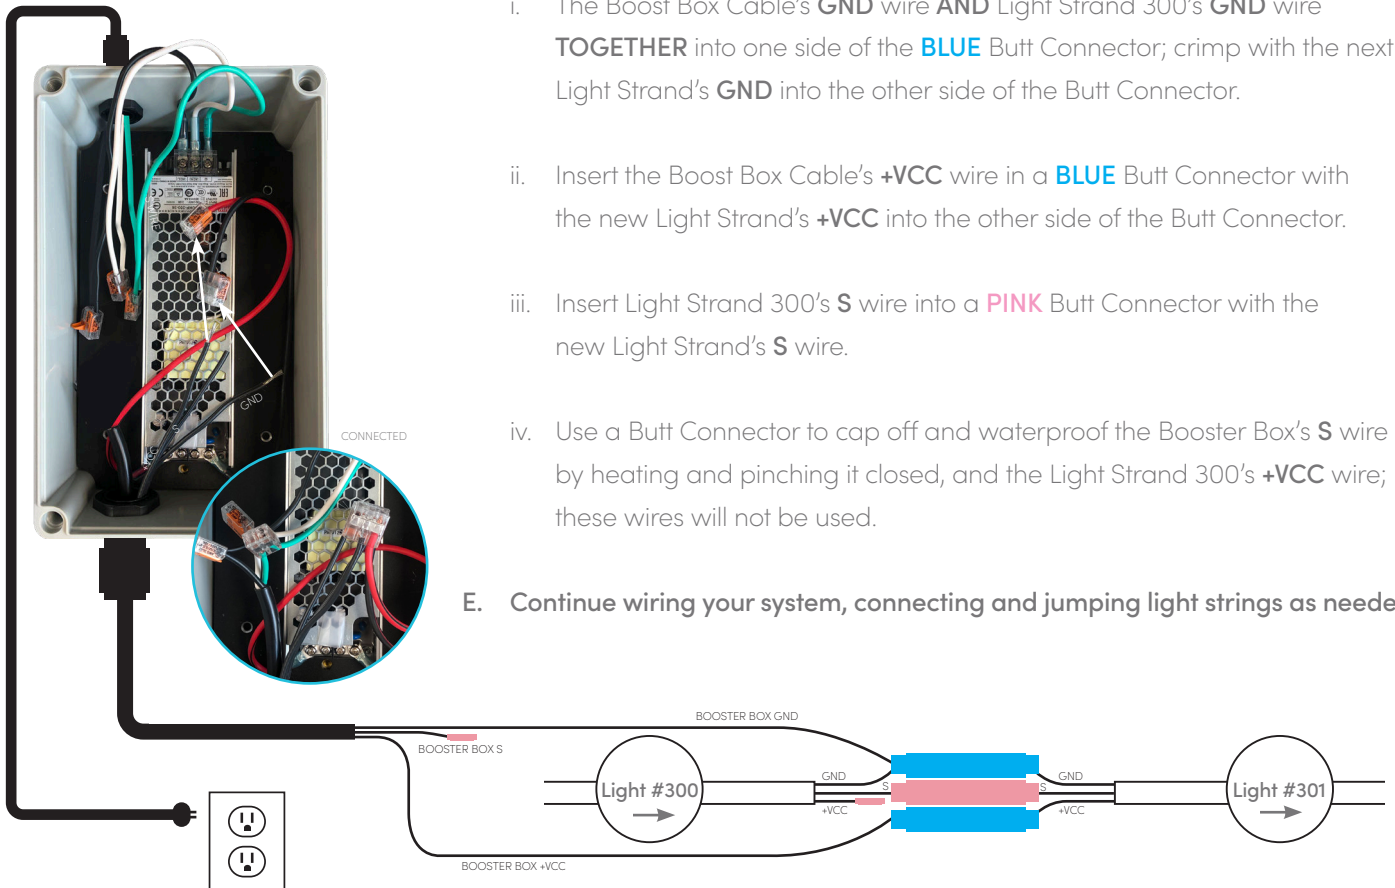 i. The Boost Box Cable's GND wire AND Light Strand 300's GND wire
TOGETHER into one side of the BLUE Butt Connector; crimp with the next
Light Strand's GND into the other side of the Butt Connector.
ii. Insert the Boost Box Cable's +VCC wire in a BLUE Butt Connector with
the new Light Strand's +VCC into the other side of the Butt Connector.
iii. Insert Light Strand 300's S wire into a PINK Butt Connector with the
new Light Strand's S wire.
iv. Use a Butt Connector to cap off and waterproof the Booster Box's S wire
by heating and pinching it closed, and the Light Strand 300's +VCC wire;
these wires will not be used.
E. Continue wiring your system, connecting and jumping light strings as neede
GND
S
CONNECTED
BOOSTER BOX GND
BOOSTER BOX S
BOOSTER BOX +VCC
Light #300
GND
S
+VCC
GND
S
+VCC
Light #301